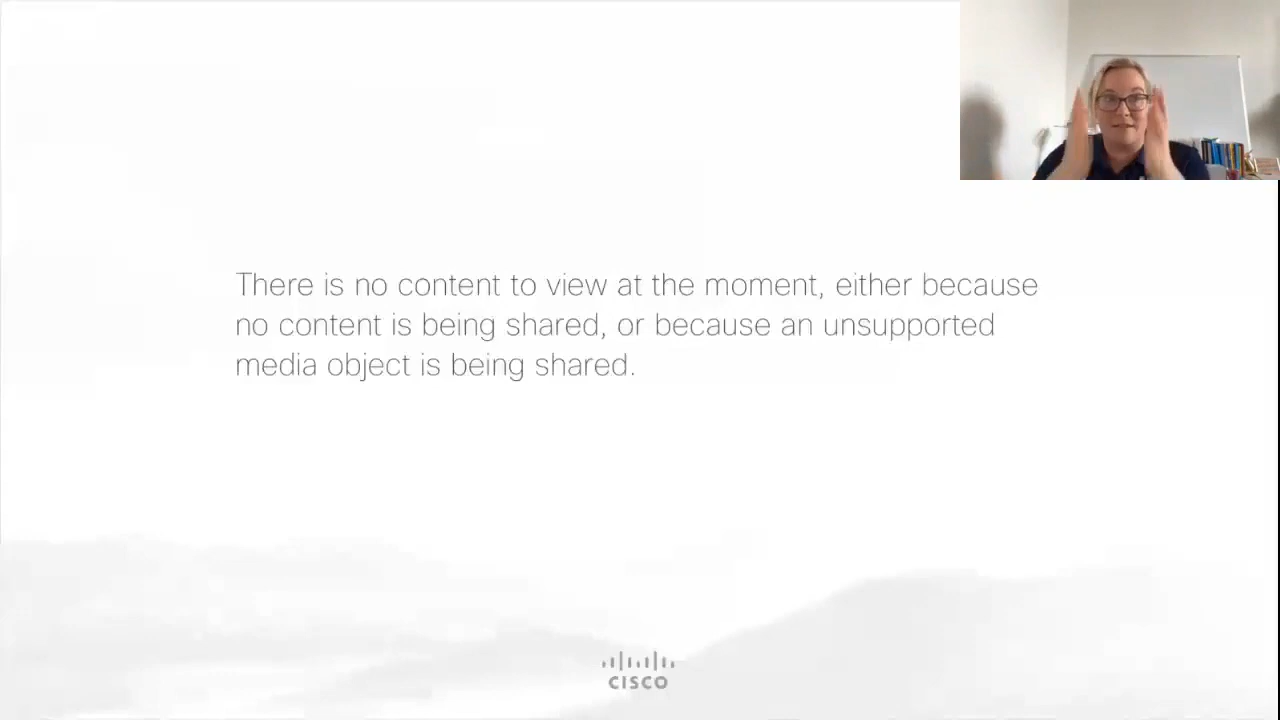 There is no content to view at the moment, either because
no content is being shared, or because an unsupported
media object is being shared.
CISCO